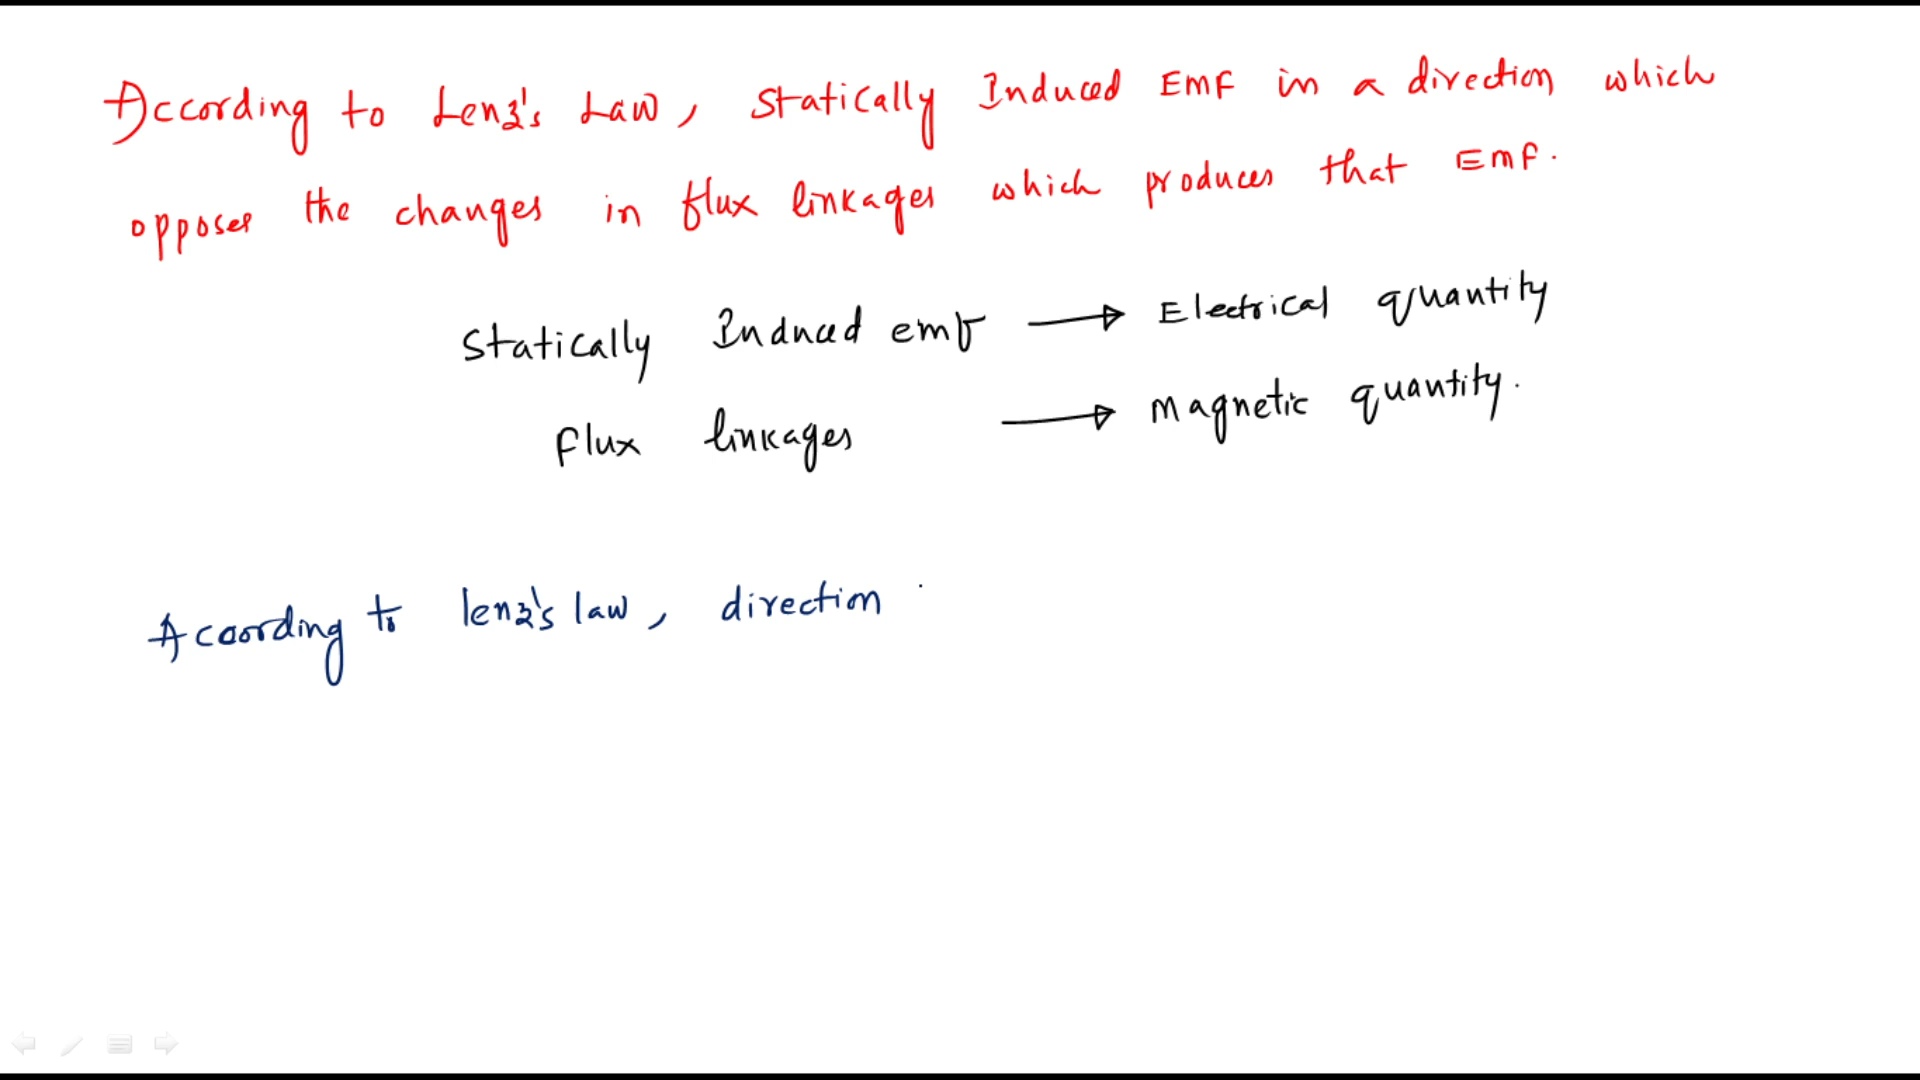 According to Lenz's Law, Statically Induced EMF in a direction which
opposes the changes in flux linkages which produces that EMF.
Statically Induced emf → Electrical quantity
Flux linkages → Magnetic quantity.
According to lenz's law, direction